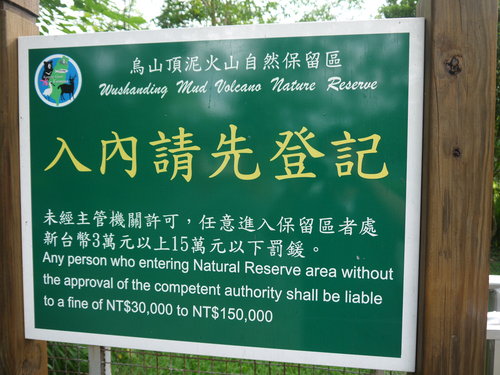 烏山頂泥火山自然保留區
Wushanding Mud Volcano Nature Reserve
入內請先登記
未經主管機關許可，任意進入保留區者處
新台幣3萬元以上15萬元以下罰鍰。
Any person who entering Natural Reserve area without
the approval of the competent authority shall be liable
to a fine of NT$30,000 to NT$150,000